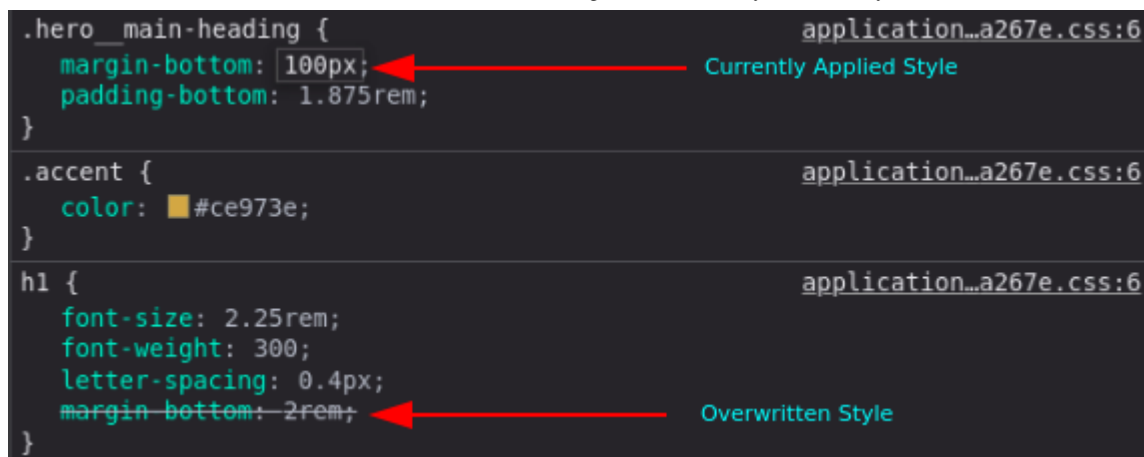 .hero__main-heading { application…a267e.css:6
margin-bottom: 100px; Currently Applied Style
padding-bottom: 1.875rem;
}
.accent { application…a267e.css:6
color: #ce973e;
}
h1 { application…a267e.css:6
font-size: 2.25rem;
font-weight: 300;
letter-spacing: 0.4px;
margin-bottom: 2rem; Overwritten Style
}